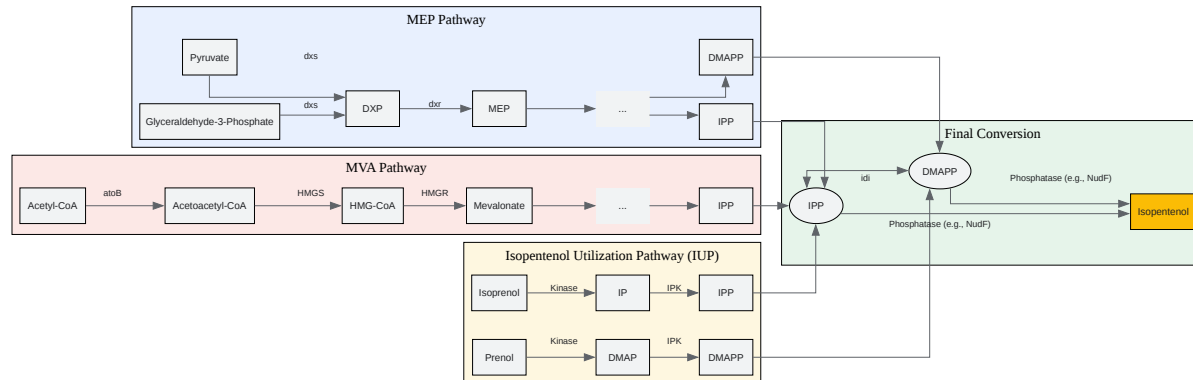 MEP Pathway
Pyruvate
dxs
DMAPP
Glyceraldehyde-3-Phosphate
dxs
DXP
dxr
MEP
...
IPP
MVA Pathway
Acetyl-CoA
atoB
Acetoacetyl-CoA
HMGS
HMG-CoA
HMGR
Mevalonate
...
IPP
Isopentenol Utilization Pathway (IUP)
Isoprenol
Kinase
IP
IPK
IPP
Prenol
Kinase
DMAP
IPK
DMAPP
Final Conversion
DMAPP
idi
IPP
Phosphatase (e.g., NudF)
Phosphatase (e.g., NudF)
Isopentenol